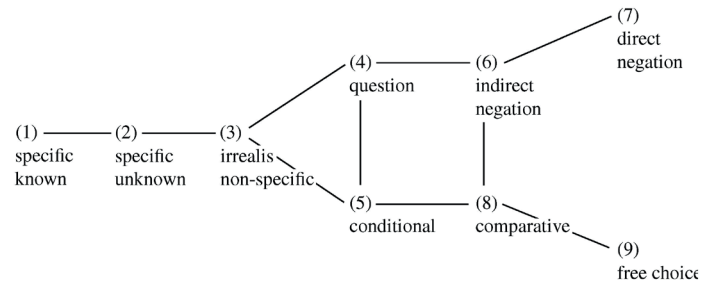 (7)
direct
negation
(4)
question
(6)
indirect
negation
(1)
specific
known
(2)
specific
unknown
(3)
irrealis
non-specific
(5)
conditional
(8)
comparative
(9)
free choice